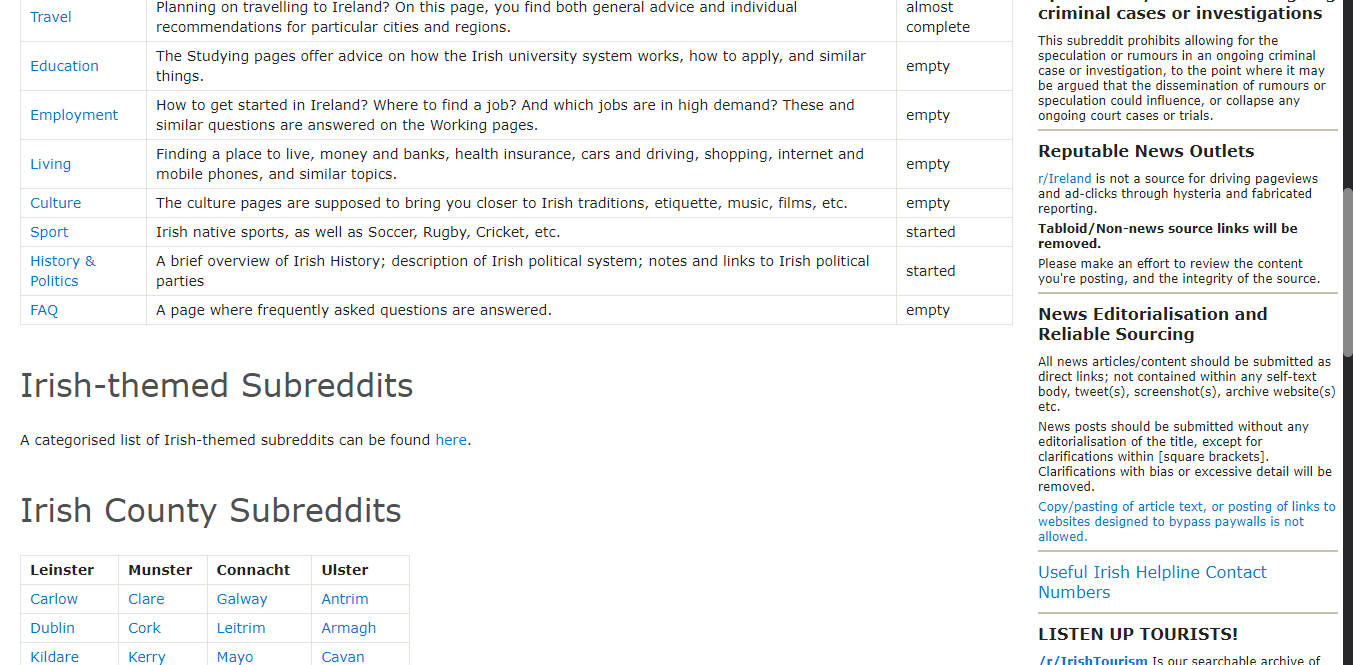 Travel
Planning on travelling to Ireland? On this page, you find both general advice and individual
recommendations for particular cities and regions.
almost
complete
Education
The Studying pages offer advice on how the Irish university system works, how to apply, and similar
things.
empty
Employment
How to get started in Ireland? Where to find a job? And which jobs are in high demand? These and
similar questions are answered on the Working pages.
empty
Living
Finding a place to live, money and banks, health insurance, cars and driving, shopping, internet and
mobile phones, and similar topics.
empty
Culture
The culture pages are supposed to bring you closer to Irish traditions, etiquette, music, films, etc.
empty
Sport
Irish native sports, as well as Soccer, Rugby, Cricket, etc.
started
History &
Politics
A brief overview of Irish History; description of Irish political system; notes and links to Irish political
parties
started
FAQ
A page where frequently asked questions are answered.
empty
Irish-themed Subreddits
A categorised list of Irish-themed subreddits can be found here.
Irish County Subreddits
Leinster Munster Connacht Ulster
Carlow Clare Galway Antrim
Dublin Cork Leitrim Armagh
Kildare Kerry Mayo Cavan
criminal cases or investigations
This subreddit prohibits allowing for the
speculation or rumours in an ongoing criminal
case or investigation, to the point where it may
be argued that the dissemination of rumours or
speculation could influence, or collapse any
ongoing court cases or trials.
Reputable News Outlets
r/Ireland is not a source for driving pageviews
and ad-clicks through hysteria and fabricated
reporting.
Tabloid/Non-news source links will be
removed.
Please make an effort to review the content
you're posting, and the integrity of the source.
News Editorialisation and
Reliable Sourcing
All news articles/content should be submitted as
direct links; not contained within any self-text
body, tweet(s), screenshot(s), archive website(s)
etc.
News posts should be submitted without any
editorialisation of the title, except for
clarifications within [square brackets].
Clarifications with bias or excessive detail will be
removed.
Copy/pasting of article text, or posting of links to
websites designed to bypass paywalls is not
allowed.
Useful Irish Helpline Contact
Numbers
LISTEN UP TOURISTS!
/r/IrishTourism Is our searchable archive of